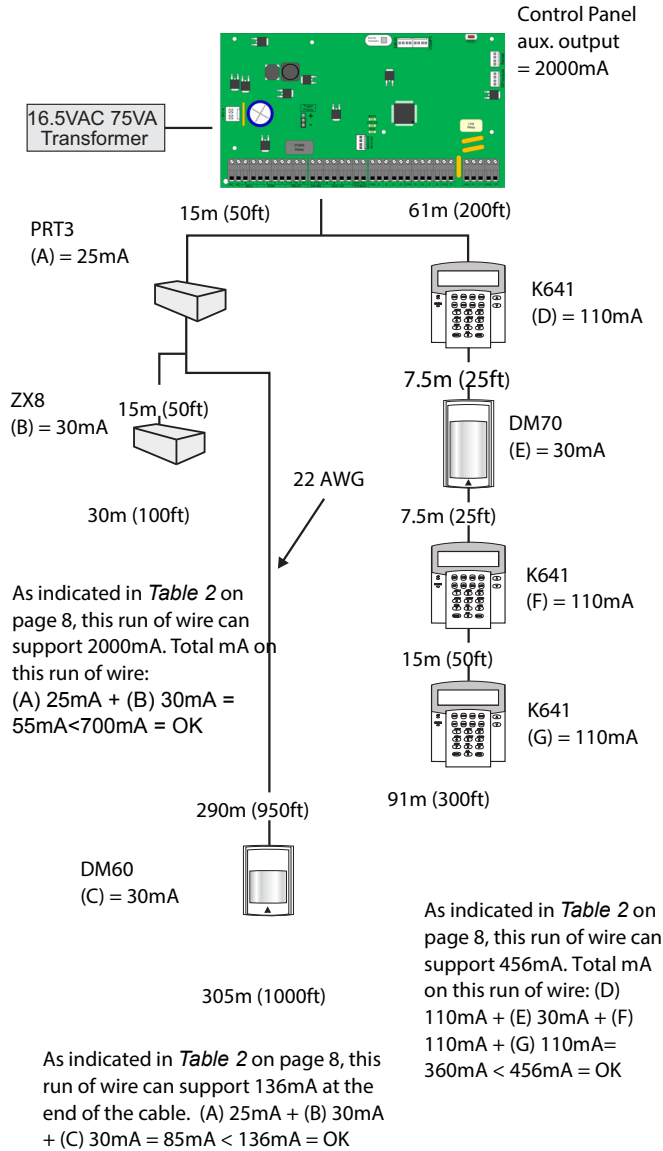 Control Panel
aux. output
= 2000mA
16.5VAC 75VA
Transformer
15m (50ft)
61m (200ft)
PRT3
(A) = 25mA
K641
(D) = 110mA
7.5m (25ft)
ZX8
(B) = 30mA
15m (50ft)
DM70
(E) = 30mA
22 AWG
30m (100ft)
7.5m (25ft)
K641
(F) = 110mA
As indicated in Table 2 on
page 8, this run of wire can
support 2000mA. Total mA on
this run of wire:
(A) 25mA + (B) 30mA =
55mA<700mA = OK
15m (50ft)
K641
(G) = 110mA
91m (300ft)
290m (950ft)
DM60
(C) = 30mA
305m (1000ft)
As indicated in Table 2 on
page 8, this run of wire can
support 456mA. Total mA
on this run of wire: (D)
110mA + (E) 30mA + (F)
110mA + (G) 110mA=
360mA < 456mA = OK
As indicated in Table 2 on page 8, this
run of wire can support 136mA at the
end of the cable. (A) 25mA + (B) 30mA
+ (C) 30mA = 85mA < 136mA = OK